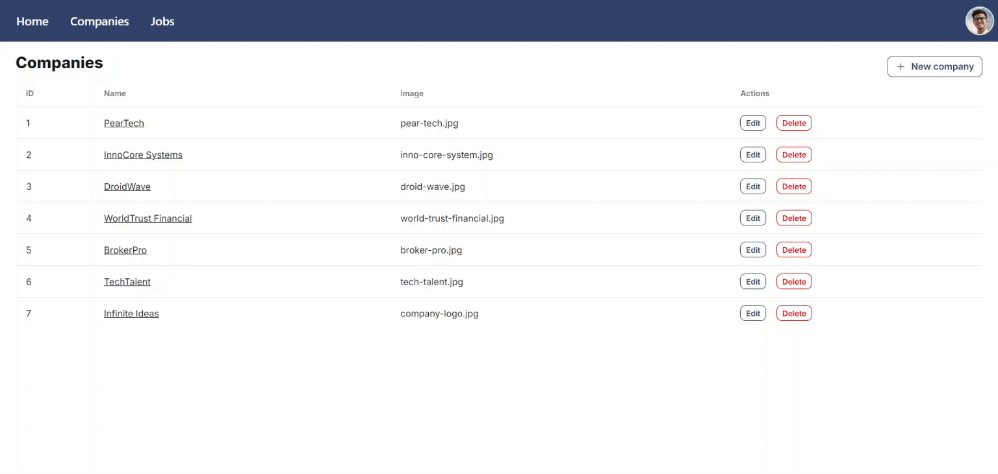 Home Companies Jobs
Companies
+ New company
ID Name Image Actions
1 PearTech pear-tech.jpg Edit Delete
2 InnoCore Systems inno-core-system.jpg Edit Delete
3 DroidWave droid-wave.jpg Edit Delete
4 WorldTrust Financial world-trust-financial.jpg Edit Delete
5 BrokerPro broker-pro.jpg Edit Delete
6 TechTalent tech-talent.jpg Edit Delete
7 Infinite Ideas company-logo.jpg Edit Delete